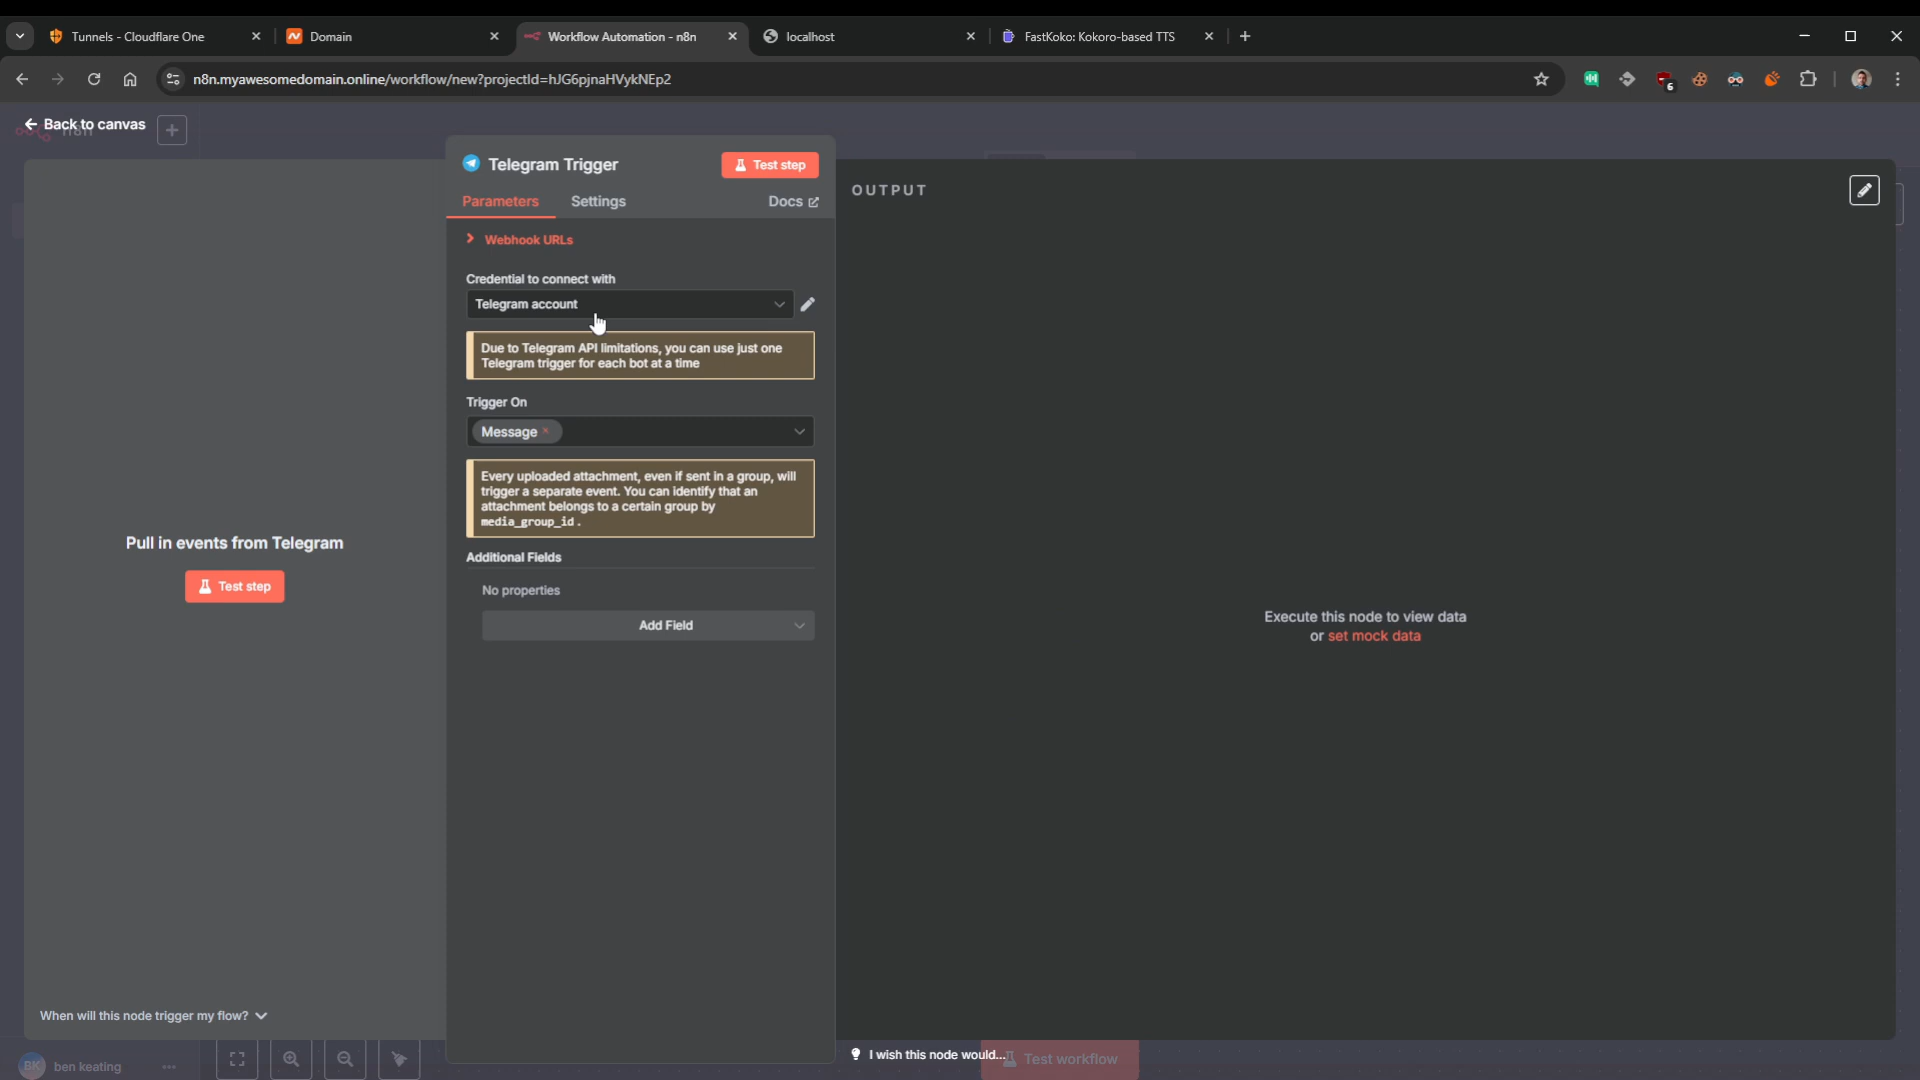 Tunnels - Cloudflare One
Domain
Workflow Automation - n8n
localhost
FastKoko: Kokoro-based TTS
n8n.myawesomedomain.online/workflow/new?projectId=hJG6pjnaHVykNEp2
6
Back to canvas
n8n
Telegram Trigger
Test step
Parameters
Settings
Docs
OUTPUT
Webhook URLs
Credential to connect with
Telegram account
Due to Telegram API limitations, you can use just one
Telegram trigger for each bot at a time
Trigger On
Message
Every uploaded attachment, even if sent in a group, will
trigger a separate event. You can identify that an
attachment belongs to a certain group by
media_group_id .
Additional Fields
No properties
Add Field
Pull in events from Telegram
Test step
Execute this node to view data
or set mock data
When will this node trigger my flow?
I wish this node would...
Test workflow
BK
ben keating